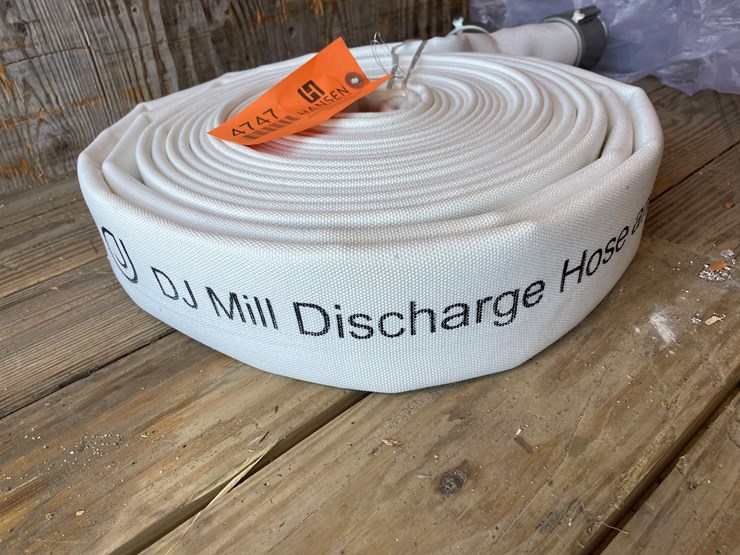 4747
HANSEN
DJ Mill Discharge Hose